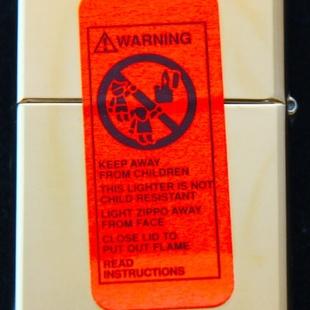 WARNING
KEEP AWAY
FROM CHILDREN
THIS LIGHTER IS NOT
CHILD RESISTANT
LIGHT ZIPPO AWAY
FROM FACE
CLOSE LID TO
PUT OUT FLAME
READ
INSTRUCTIONS